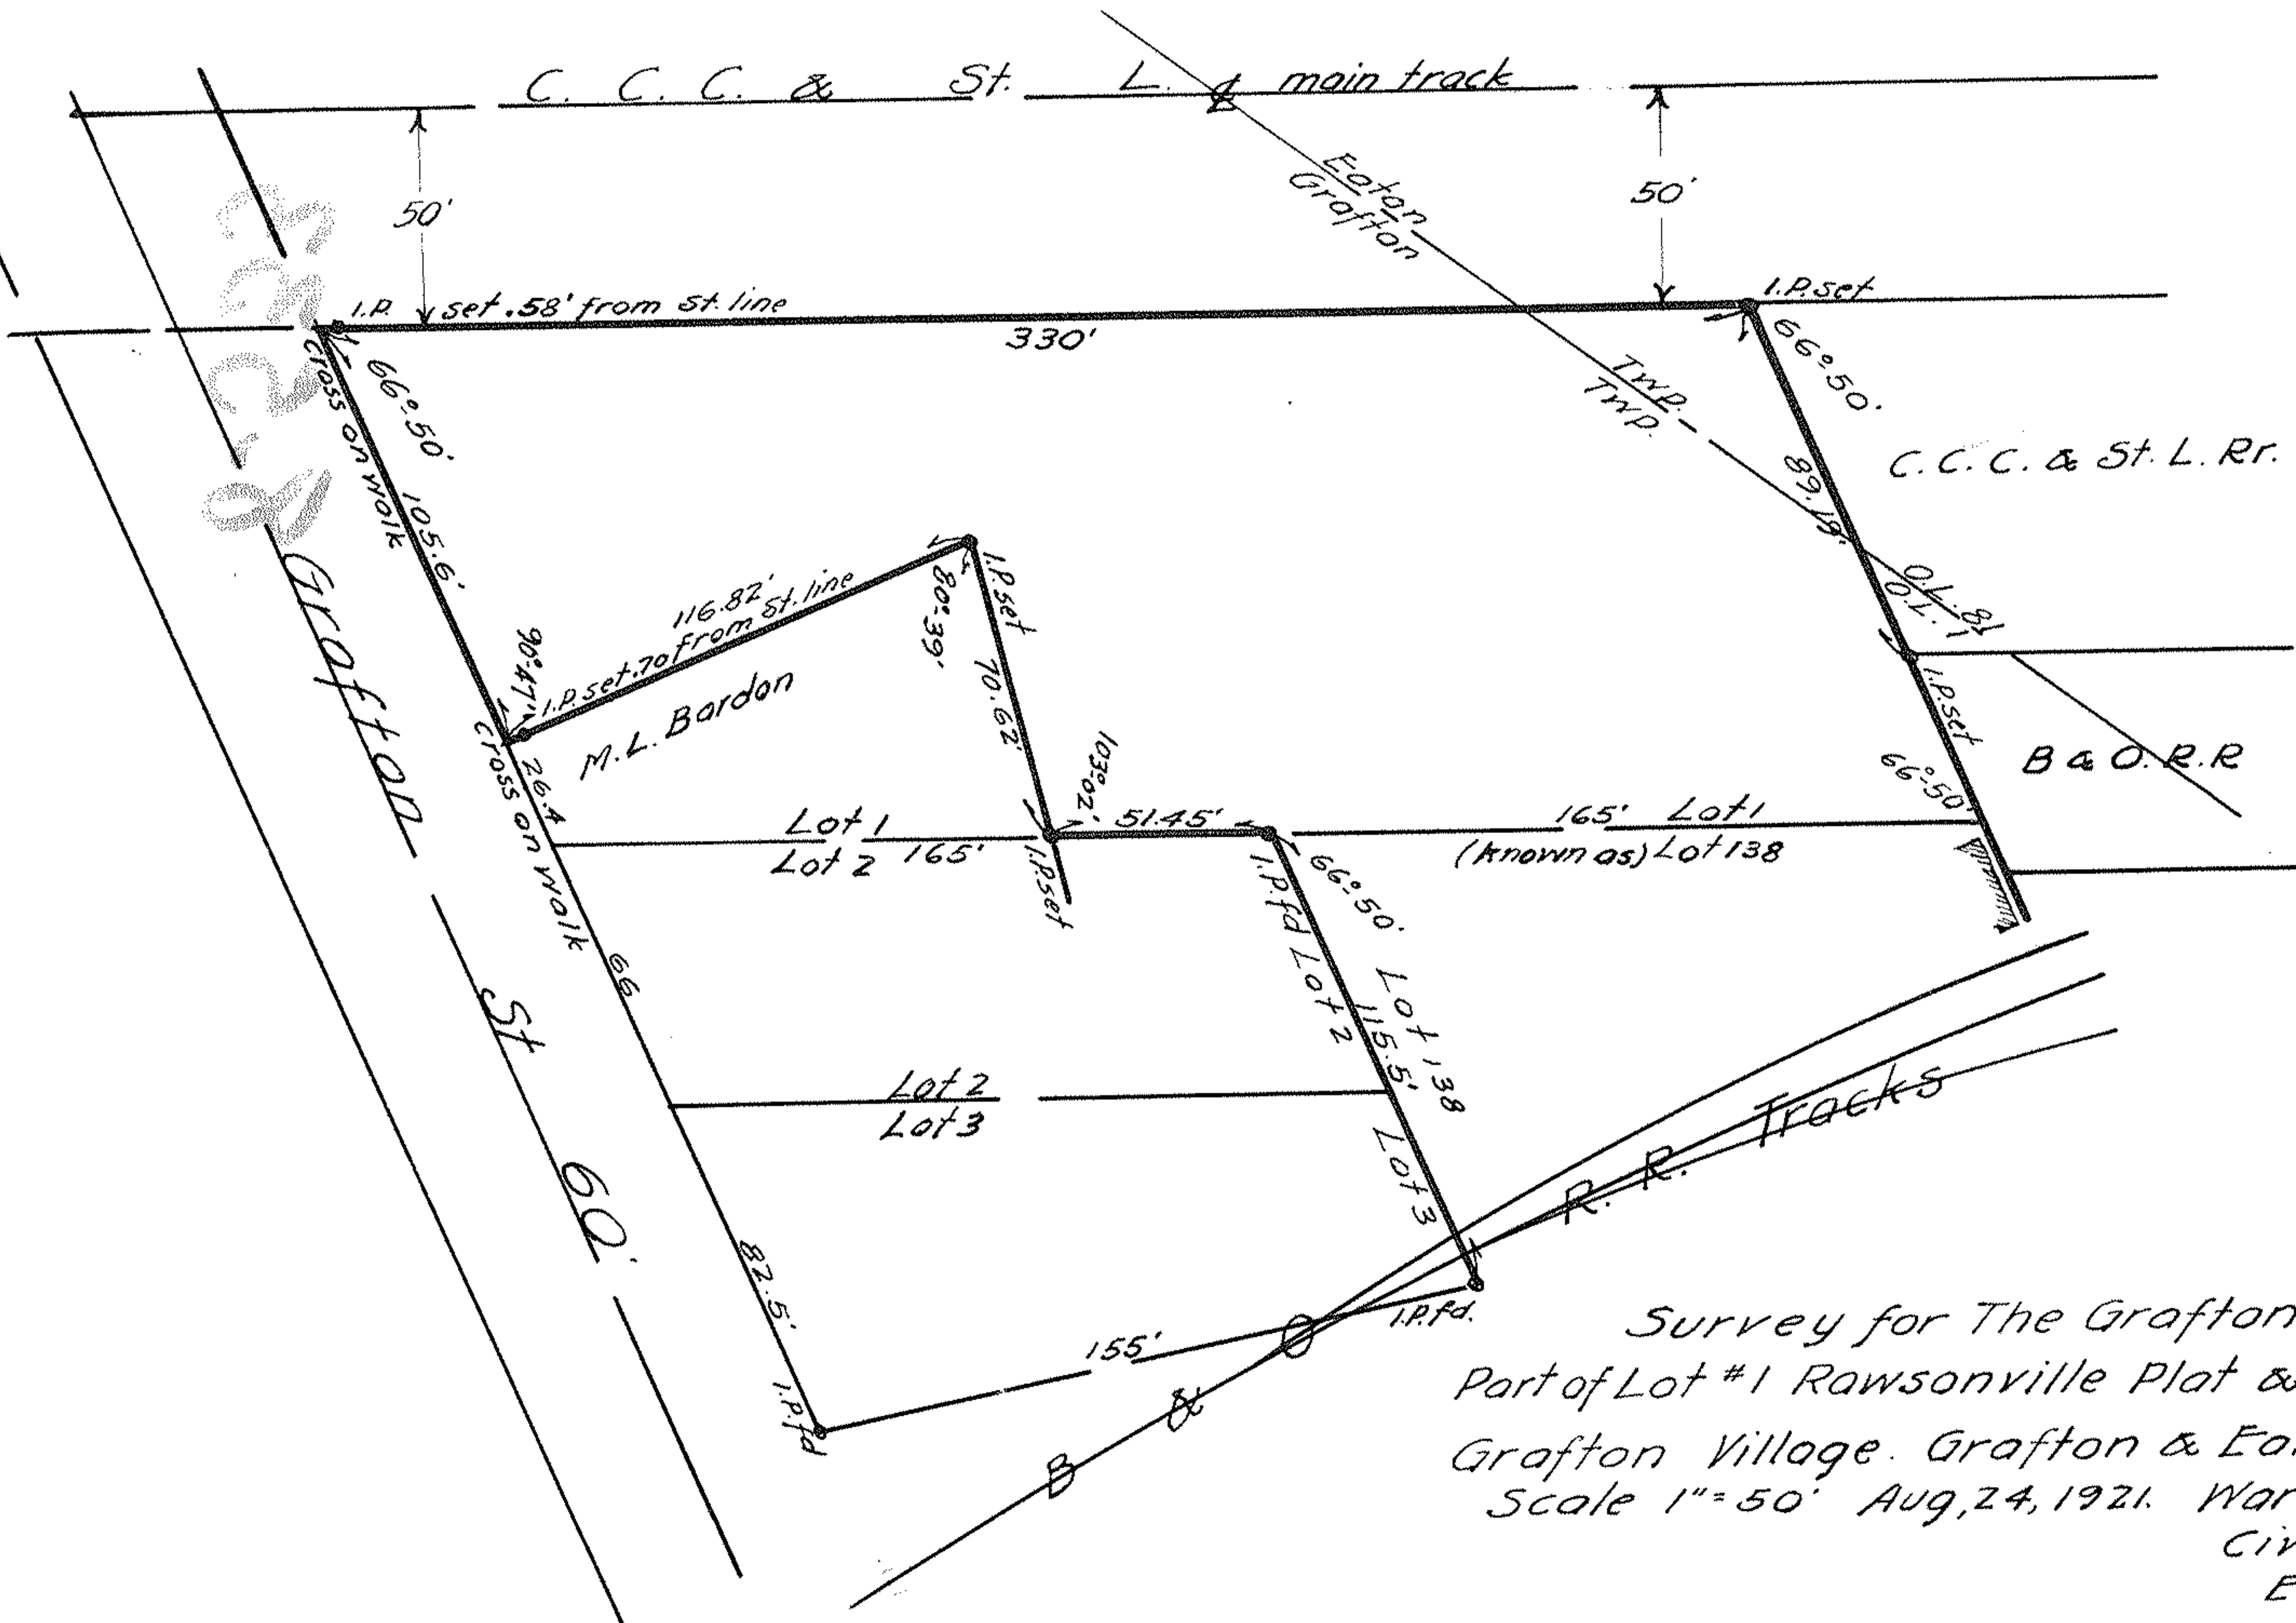 C. C. C. & St. L. ℄ main track
50'
50'
Eaton
Grafton
Twp.
Twp.
I.P. set .58' from st. line
330'
I.P. set
66°-50'
Cross on walk
105.6'
66°-50'
89.19'
C. C. C. & St. L. Rr.
O.L. 8
O.L. 1
I.P. set
66°-50'
B & O. R. R
116.82'
I.P. set .70 from St. line
90°-47'
M. L. Bardon
80°-39'
I.P. set
70.62'
103°-02'
Cross on walk
26.4
Lot 1
Lot 2 165'
I.P. set
51.45'
165' Lot 1
(known as) Lot 138
66°-50'
I.P. fd Lot 2
Lot 138
115.5'
Lot 3
66
Lot 2
Lot 3
82.5'
I.P. fd
155'
I.P. fd.
Grafton St 60'
B & O R. R. Tracks
Survey for The Grafton
Part of Lot #1 Rawsonville Plat &
Grafton Village. Grafton & Ea
Scale 1"= 50' Aug, 24, 1921. War
Civ
E